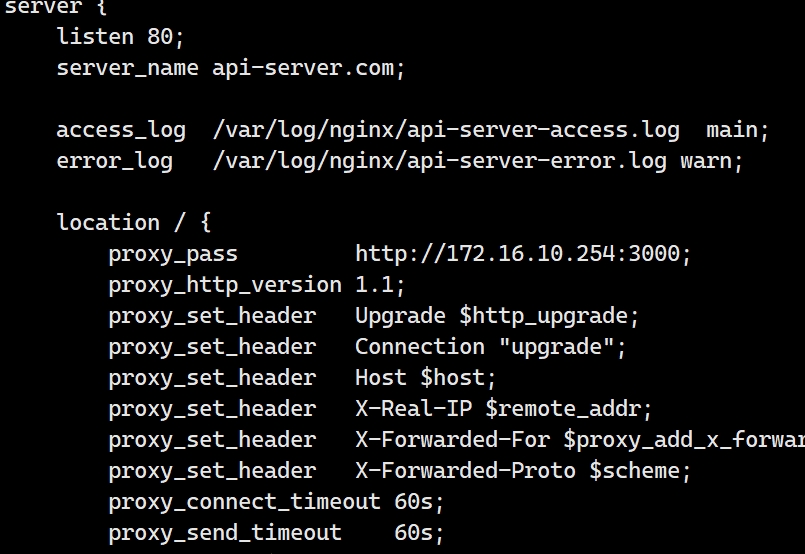 server {
    listen 80;
    server_name api-server.com;

    access_log  /var/log/nginx/api-server-access.log  main;
    error_log   /var/log/nginx/api-server-error.log warn;

    location / {
        proxy_pass         http://172.16.10.254:3000;
        proxy_http_version 1.1;
        proxy_set_header   Upgrade $http_upgrade;
        proxy_set_header   Connection "upgrade";
        proxy_set_header   Host $host;
        proxy_set_header   X-Real-IP $remote_addr;
        proxy_set_header   X-Forwarded-For $proxy_add_x_forwar
        proxy_set_header   X-Forwarded-Proto $scheme;
        proxy_connect_timeout 60s;
        proxy_send_timeout    60s;